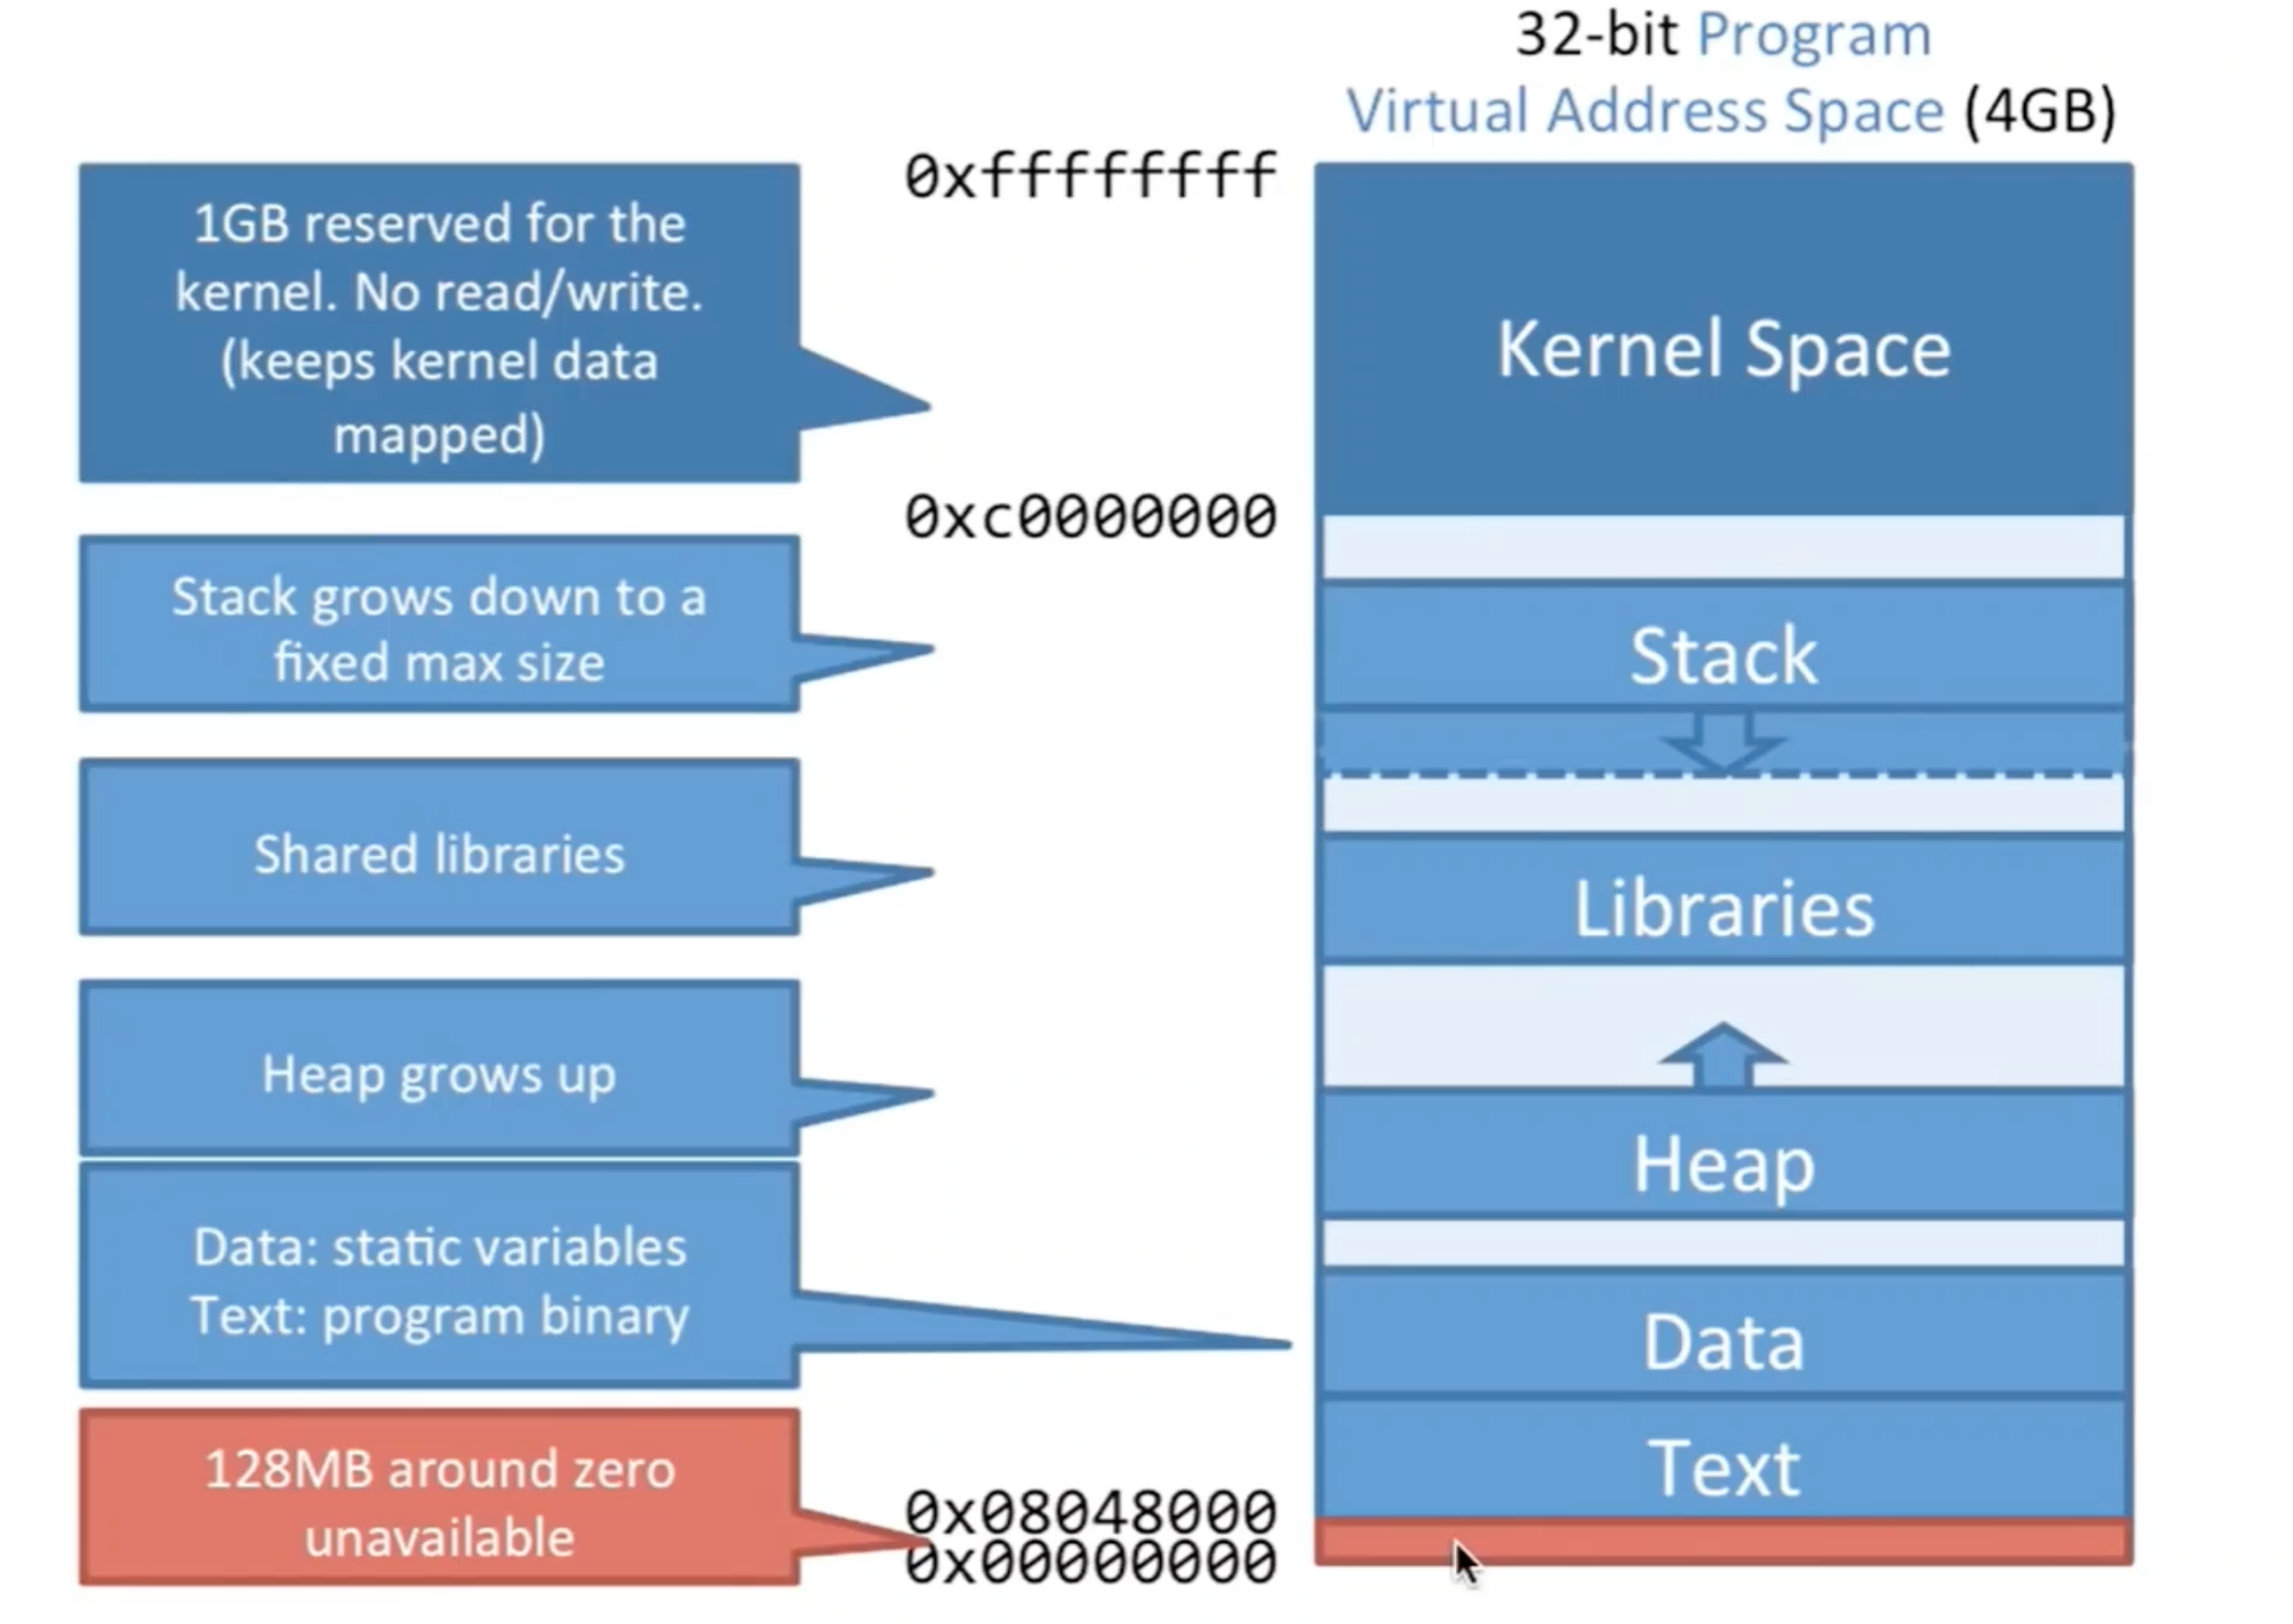 32-bit Program
Virtual Address Space (4GB)
0xffffffff
1GB reserved for the
kernel. No read/write.
(keeps kernel data
mapped)
Kernel Space
0xc0000000
Stack grows down to a
fixed max size
Stack
Shared libraries
Libraries
Heap grows up
Heap
Data: static variables
Text: program binary
Data
128MB around zero
unavailable
Text
0x08048000
0x00000000